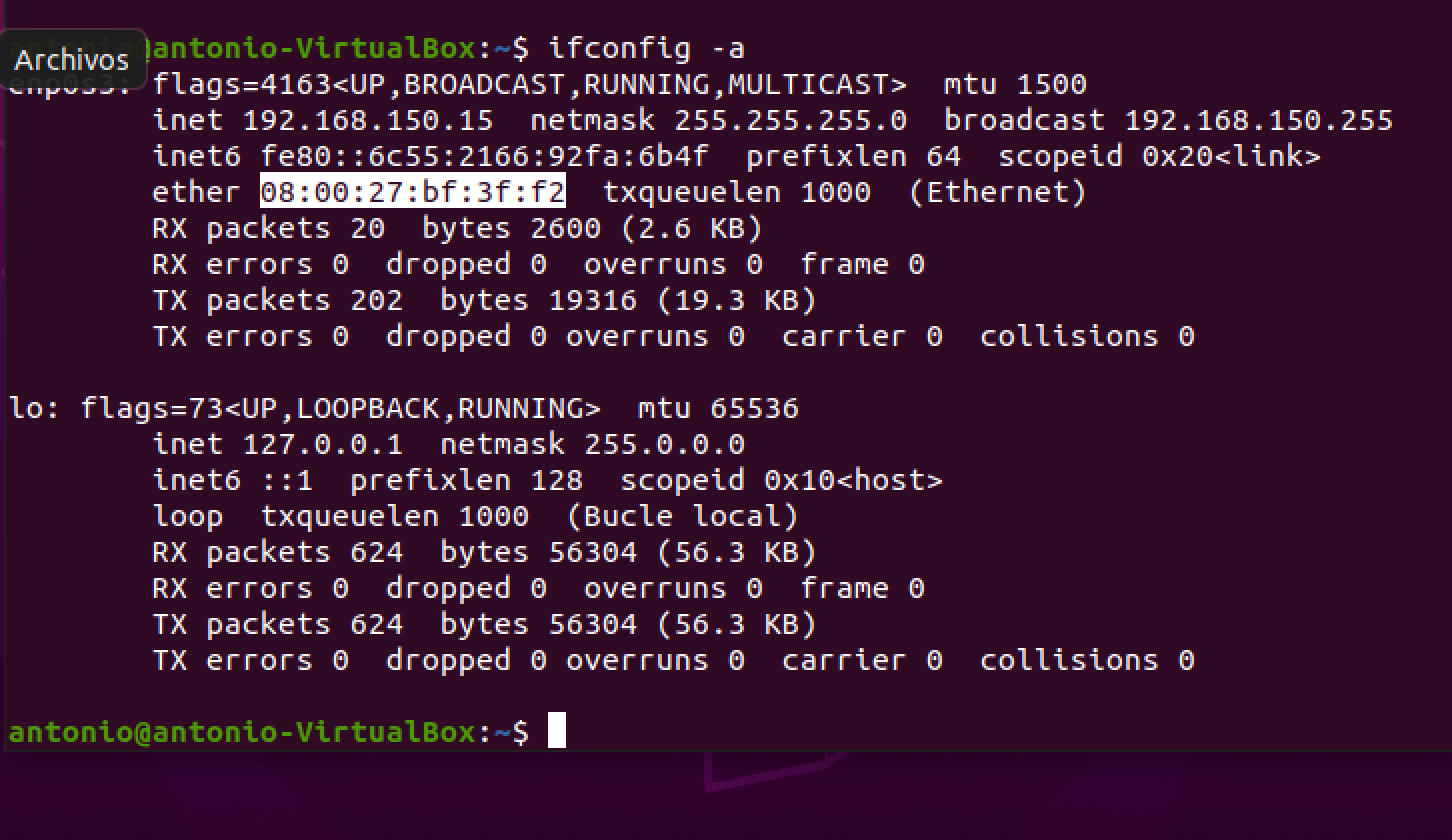 antonio@antonio-VirtualBox:~$ ifconfig -a
Archivos
enp0s3: flags=4163<UP,BROADCAST,RUNNING,MULTICAST>  mtu 1500
        inet 192.168.150.15  netmask 255.255.255.0  broadcast 192.168.150.255
        inet6 fe80::6c55:2166:92fa:6b4f  prefixlen 64  scopeid 0x20<link>
        ether 08:00:27:bf:3f:f2  txqueuelen 1000  (Ethernet)
        RX packets 20  bytes 2600 (2.6 KB)
        RX errors 0  dropped 0  overruns 0  frame 0
        TX packets 202  bytes 19316 (19.3 KB)
        TX errors 0  dropped 0 overruns 0  carrier 0  collisions 0
lo: flags=73<UP,LOOPBACK,RUNNING>  mtu 65536
        inet 127.0.0.1  netmask 255.0.0.0
        inet6 ::1  prefixlen 128  scopeid 0x10<host>
        loop  txqueuelen 1000  (Bucle local)
        RX packets 624  bytes 56304 (56.3 KB)
        RX errors 0  dropped 0  overruns 0  frame 0
        TX packets 624  bytes 56304 (56.3 KB)
        TX errors 0  dropped 0 overruns 0  carrier 0  collisions 0
antonio@antonio-VirtualBox:~$